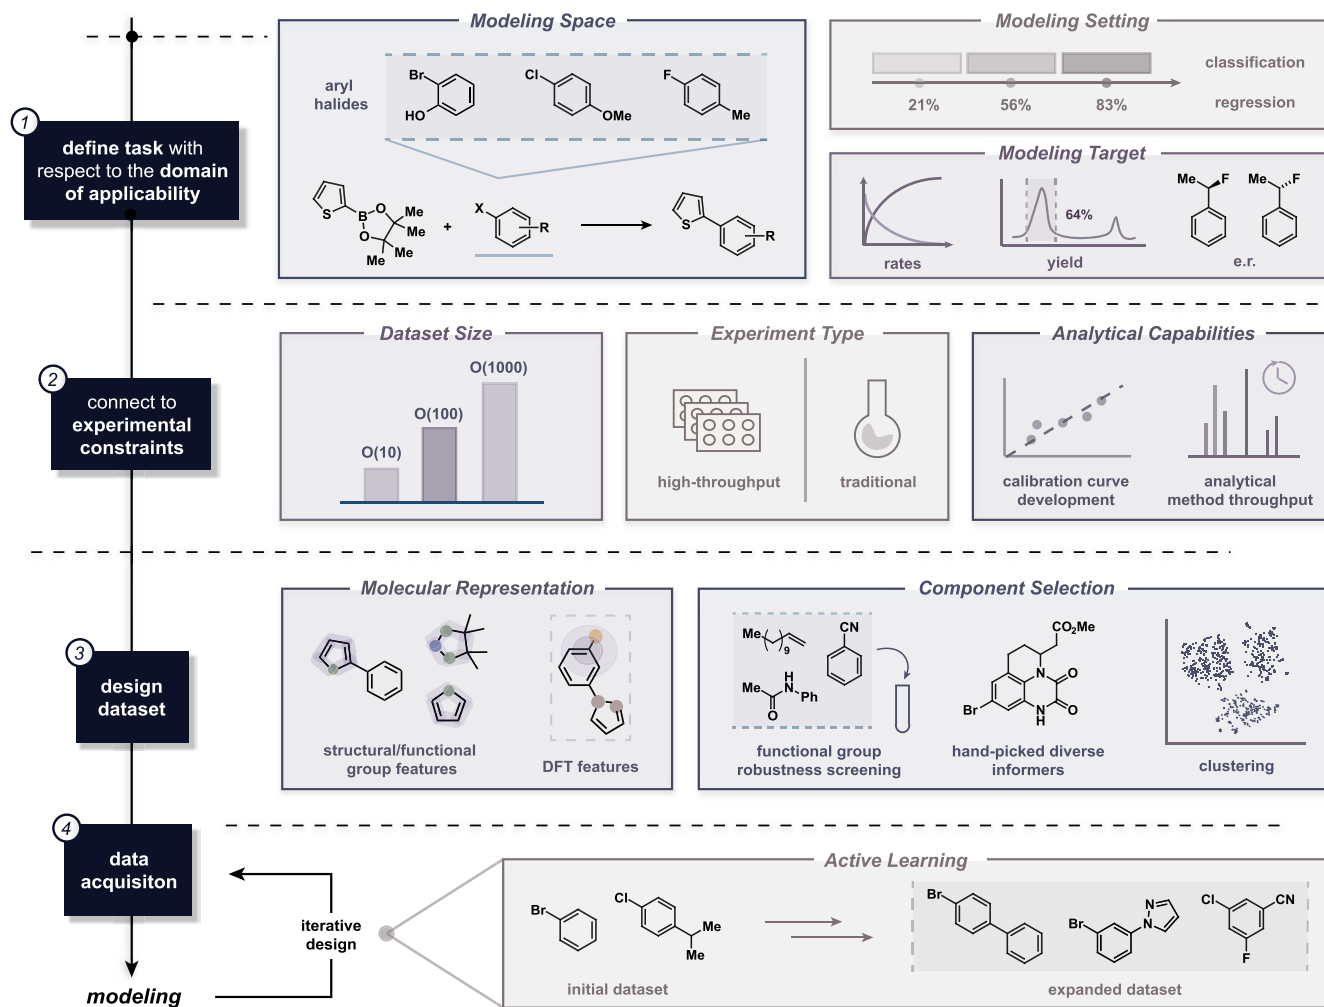 Modeling Space
aryl
halides
Br
HO
Cl
OMe
F
Me
S
B
O
O
Me
Me
Me
Me
+
X
R
S
R
Modeling Setting
classification
21%
56%
83%
regression
Modeling Target
rates
64%
yield
Me
F
Me
F
e.r.
1
define task with
respect to the domain
of applicability
2
connect to
experimental
constraints
Dataset Size
O(10)
O(100)
O(1000)
Experiment Type
high-throughput
traditional
Analytical Capabilities
calibration curve
development
analytical
method throughput
3
design
dataset
Molecular Representation
structural/functional
group features
DFT features
Component Selection
Me
9
CN
Me
H
N
Ph
O
functional group
robustness screening
CO2Me
N
O
Br
N
H
O
hand-picked diverse
informers
clustering
4
data
acquisiton
iterative
design
modeling
Active Learning
Br
Cl
Me
Me
initial dataset
Br
Br
N
N
Cl
CN
F
expanded dataset